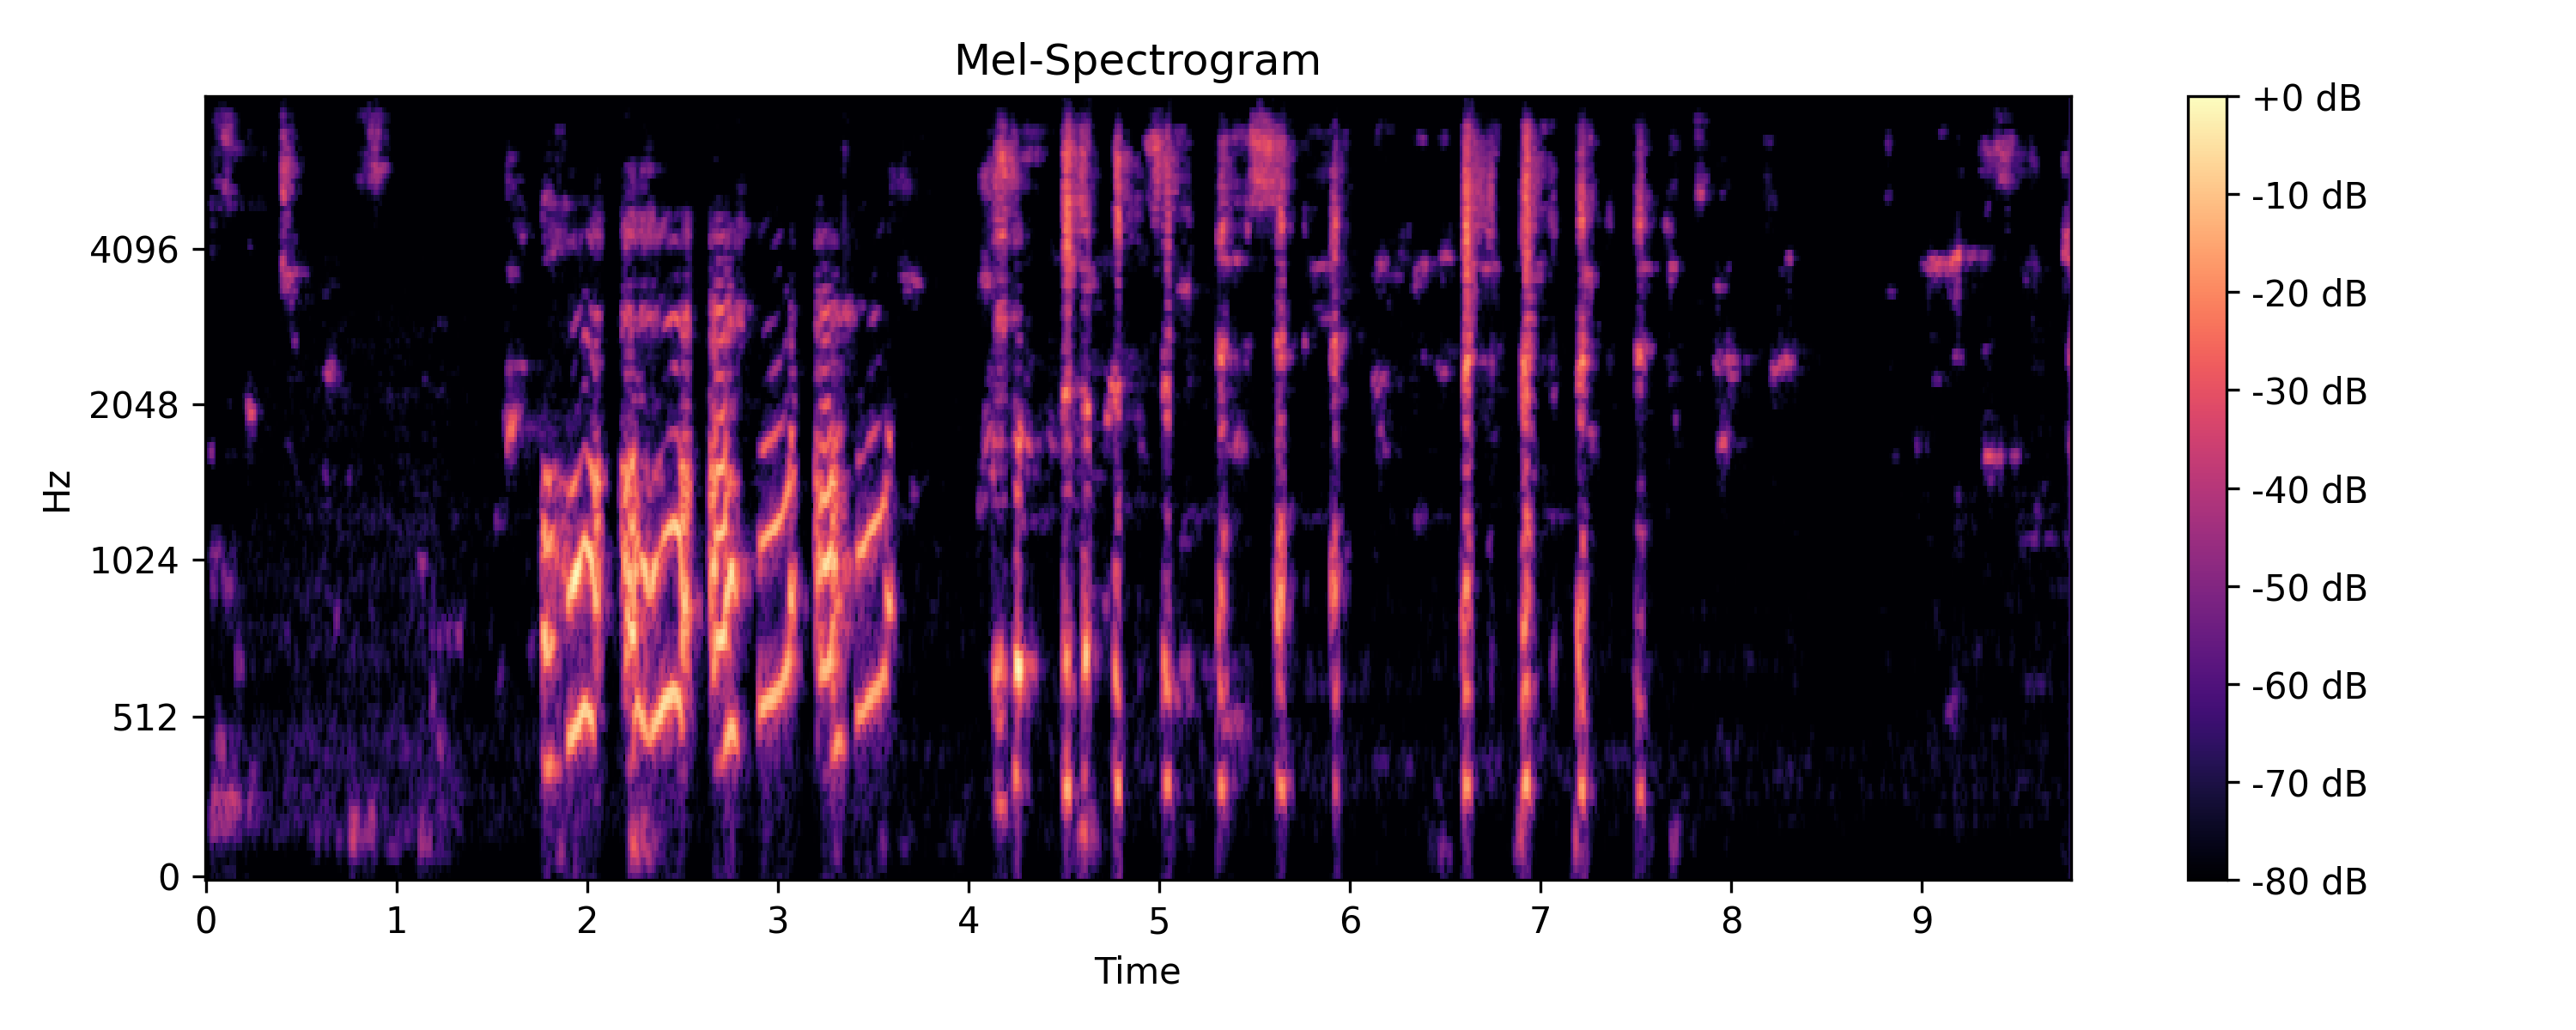 Mel-Spectrogram
+0 dB
-10 dB
-20 dB
-30 dB
-40 dB
-50 dB
-60 dB
-70 dB
-80 dB
Hz
4096
2048
1024
512
0
0 1 2 3 4 5 6 7 8 9
Time